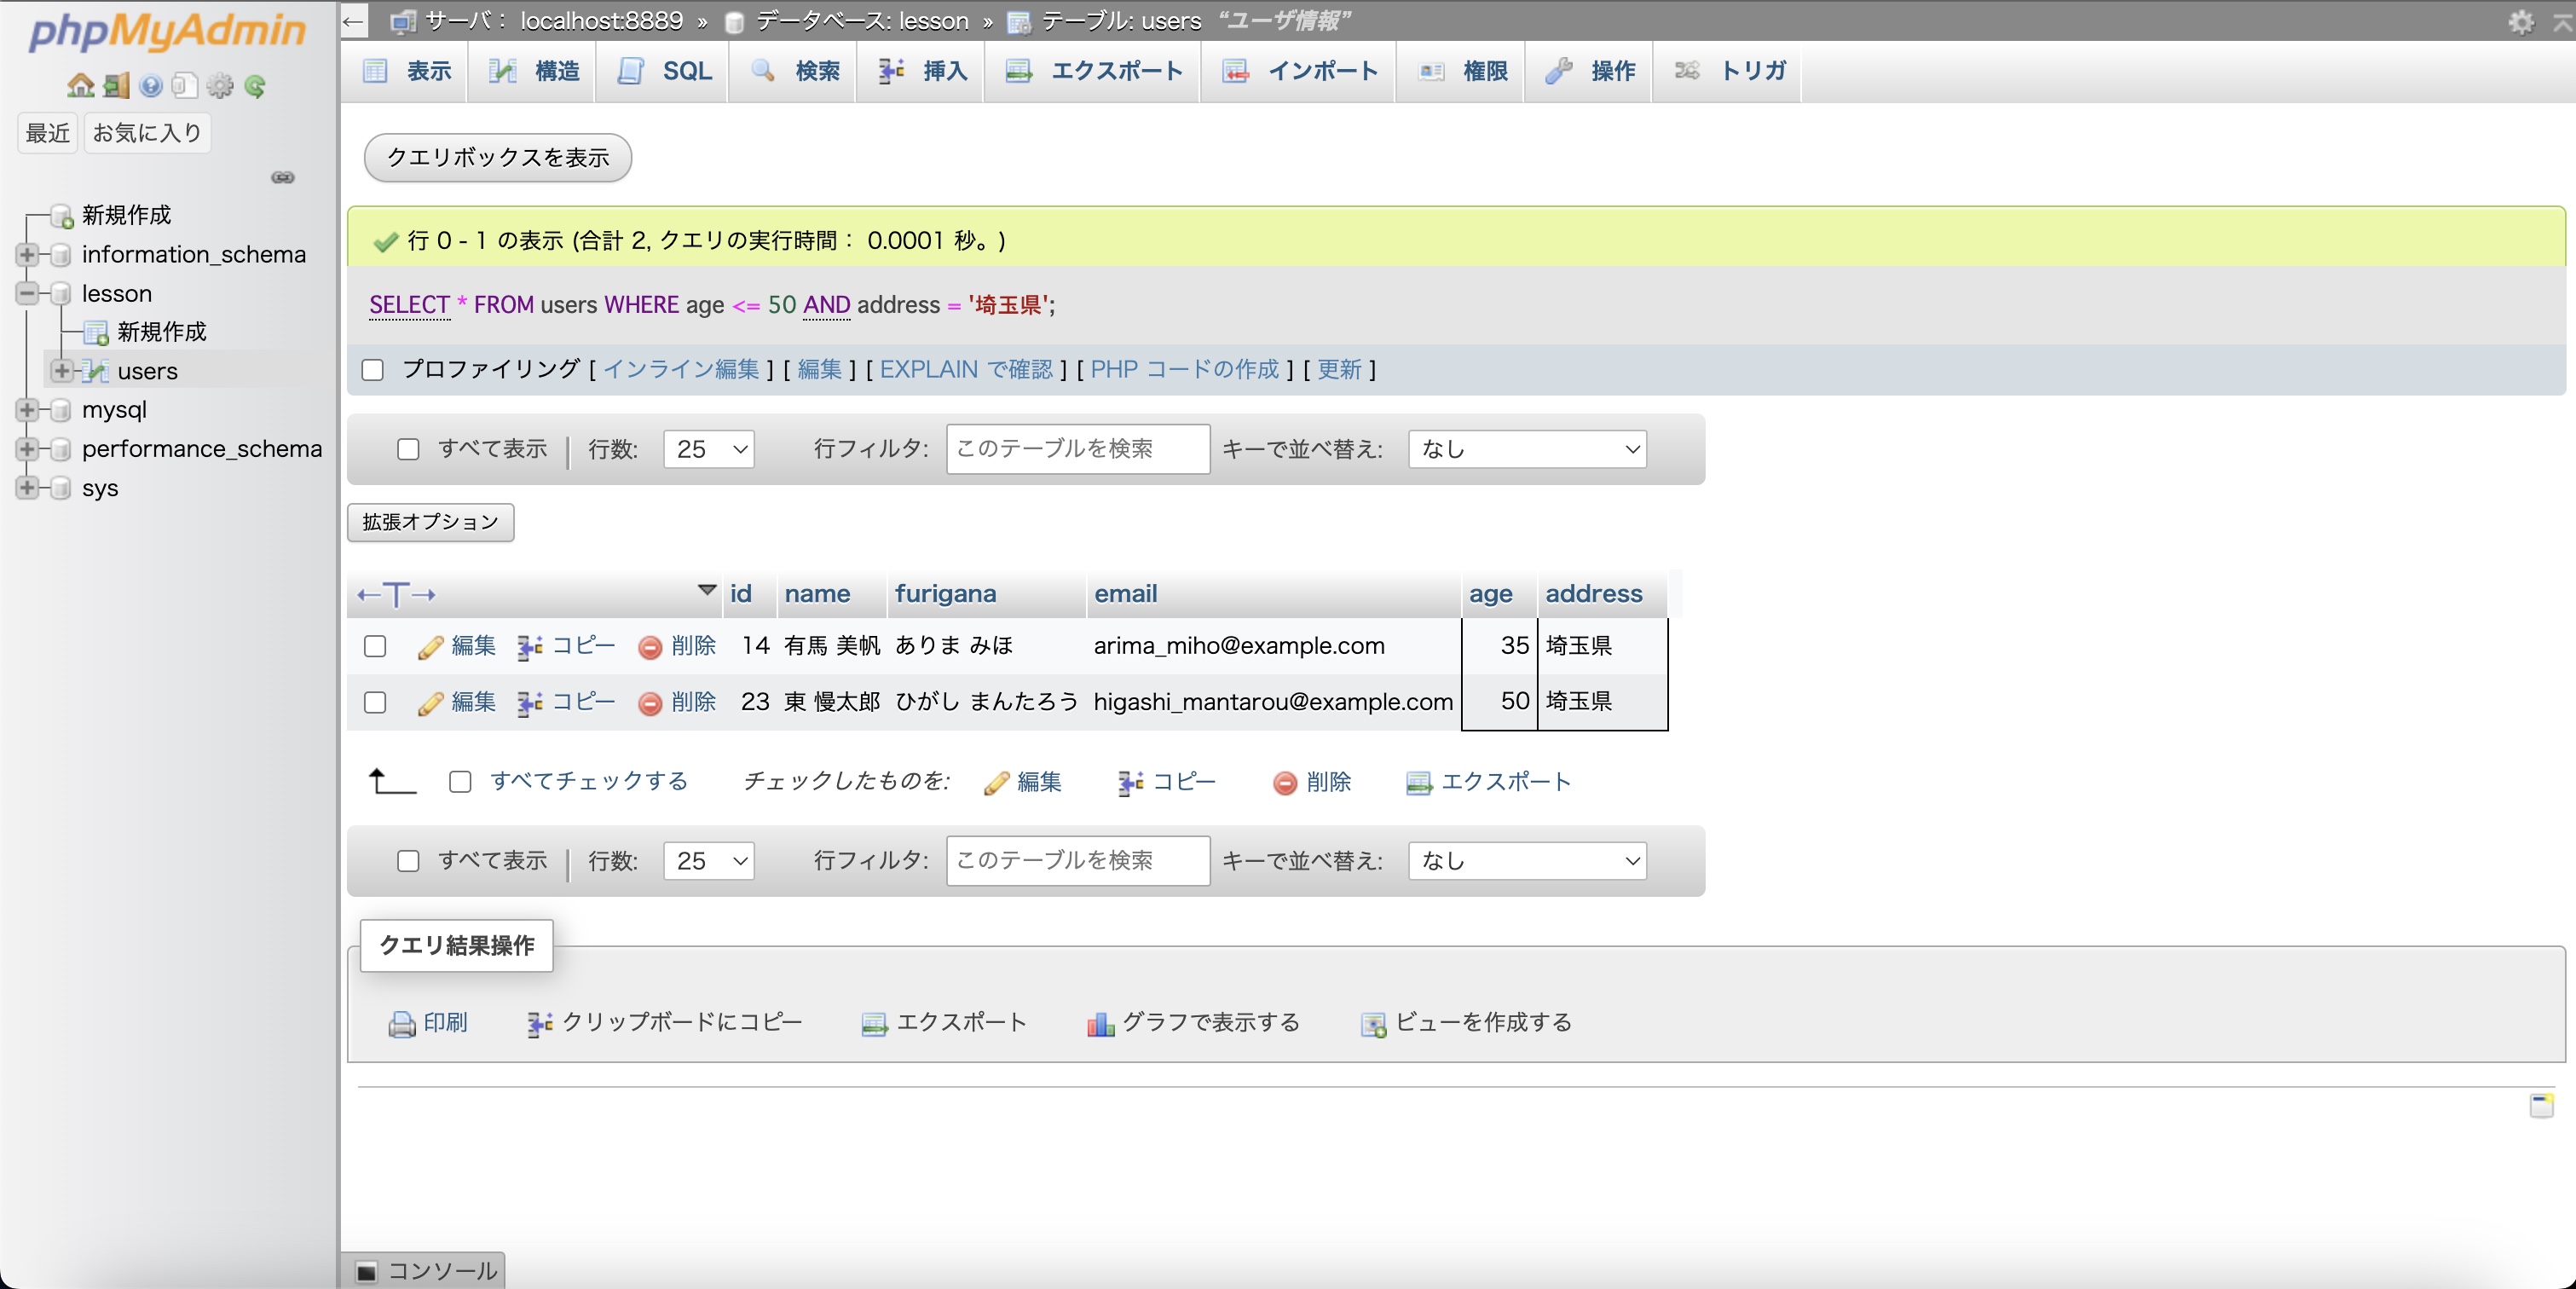 phpMyAdmin
最近 お気に入り
新規作成
information_schema
lesson
新規作成
users
mysql
performance_schema
sys
サーバ： localhost:8889 » データベース: lesson » テーブル: users “ユーザ情報”
表示 構造 SQL 検索 挿入 エクスポート インポート 権限 操作 トリガ
クエリボックスを表示
行 0 - 1 の表示 (合計 2, クエリの実行時間： 0.0001 秒。)
SELECT * FROM users WHERE age <= 50 AND address = '埼玉県';
プロファイリング [ インライン編集 ] [ 編集 ] [ EXPLAIN で確認 ] [ PHP コードの作成 ] [ 更新 ]
すべて表示 | 行数: 25 行フィルタ: このテーブルを検索 キーで並べ替え: なし
拡張オプション
←T→ id name furigana email age address
編集 コピー 削除 14 有馬 美帆 ありま みほ arima_miho@example.com 35 埼玉県
編集 コピー 削除 23 東 慢太郎 ひがし まんたろう higashi_mantarou@example.com 50 埼玉県
すべてチェックする チェックしたものを: 編集 コピー 削除 エクスポート
すべて表示 | 行数: 25 行フィルタ: このテーブルを検索 キーで並べ替え: なし
クエリ結果操作
印刷 クリップボードにコピー エクスポート グラフで表示する ビューを作成する
コンソール